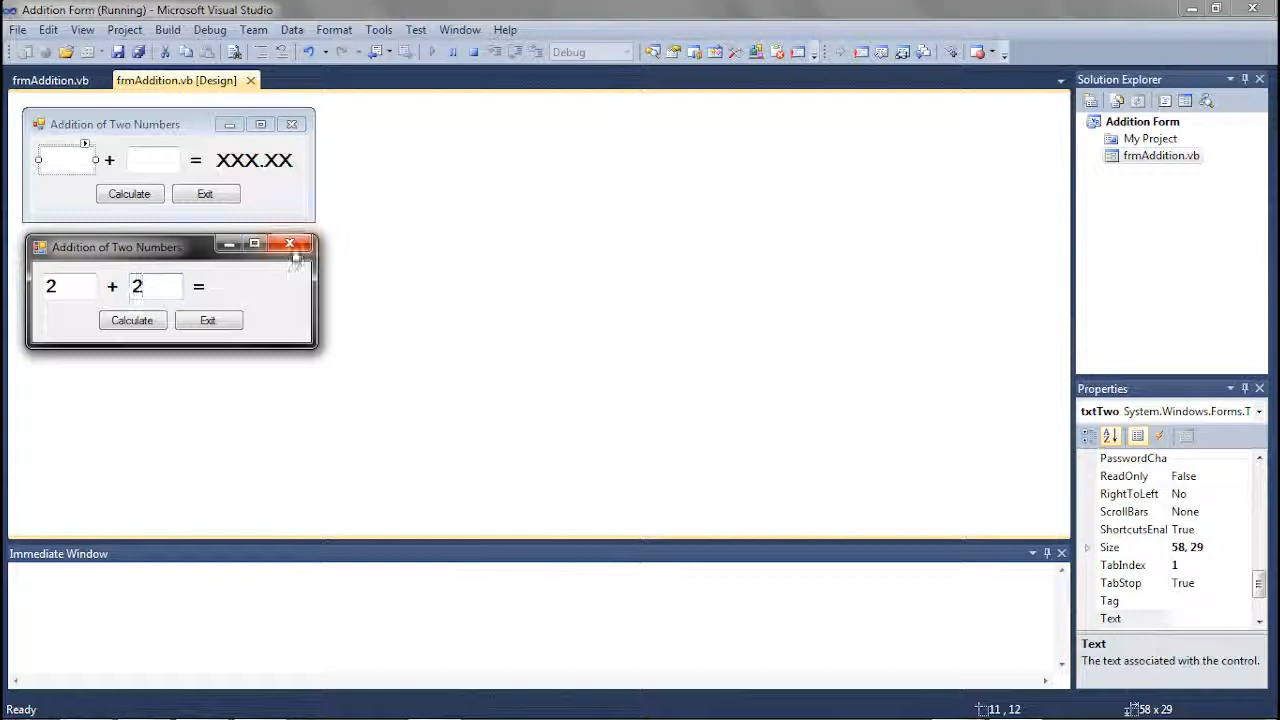 Addition Form (Running) - Microsoft Visual Studio
File Edit View Project Build Debug Team Data Format Tools Test Window Help
Debug
frmAddition.vb frmAddition.vb [Design]
Addition of Two Numbers
+ = XXX.XX
Calculate Exit
Addition of Two Numbers
2 + 2 =
Calculate Exit
Solution Explorer
Addition Form
My Project
frmAddition.vb
Properties
txtTwo System.Windows.Forms.T
PasswordCha
ReadOnly False
RightToLeft No
ScrollBars None
ShortcutsEnal True
Size 58, 29
TabIndex 1
TabStop True
Tag
Text
Text
The text associated with the control.
Immediate Window
Ready 11 , 12 58 x 29